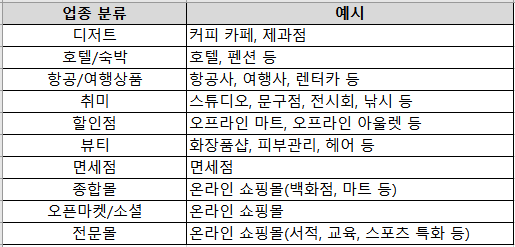 업종 분류 예시
디저트 커피 카페, 제과점
호텔/숙박 호텔, 펜션 등
항공/여행상품 항공사, 여행사, 렌터카 등
취미 스튜디오, 문구점, 전시회, 낚시 등
할인점 오프라인 마트, 오프라인 아울렛 등
뷰티 화장품샵, 피부관리, 헤어 등
면세점 면세점
종합몰 온라인 쇼핑몰(백화점, 마트 등)
오픈마켓/소셜 온라인 쇼핑몰
전문몰 온라인 쇼핑몰(서적, 교육, 스포츠 특화 등)